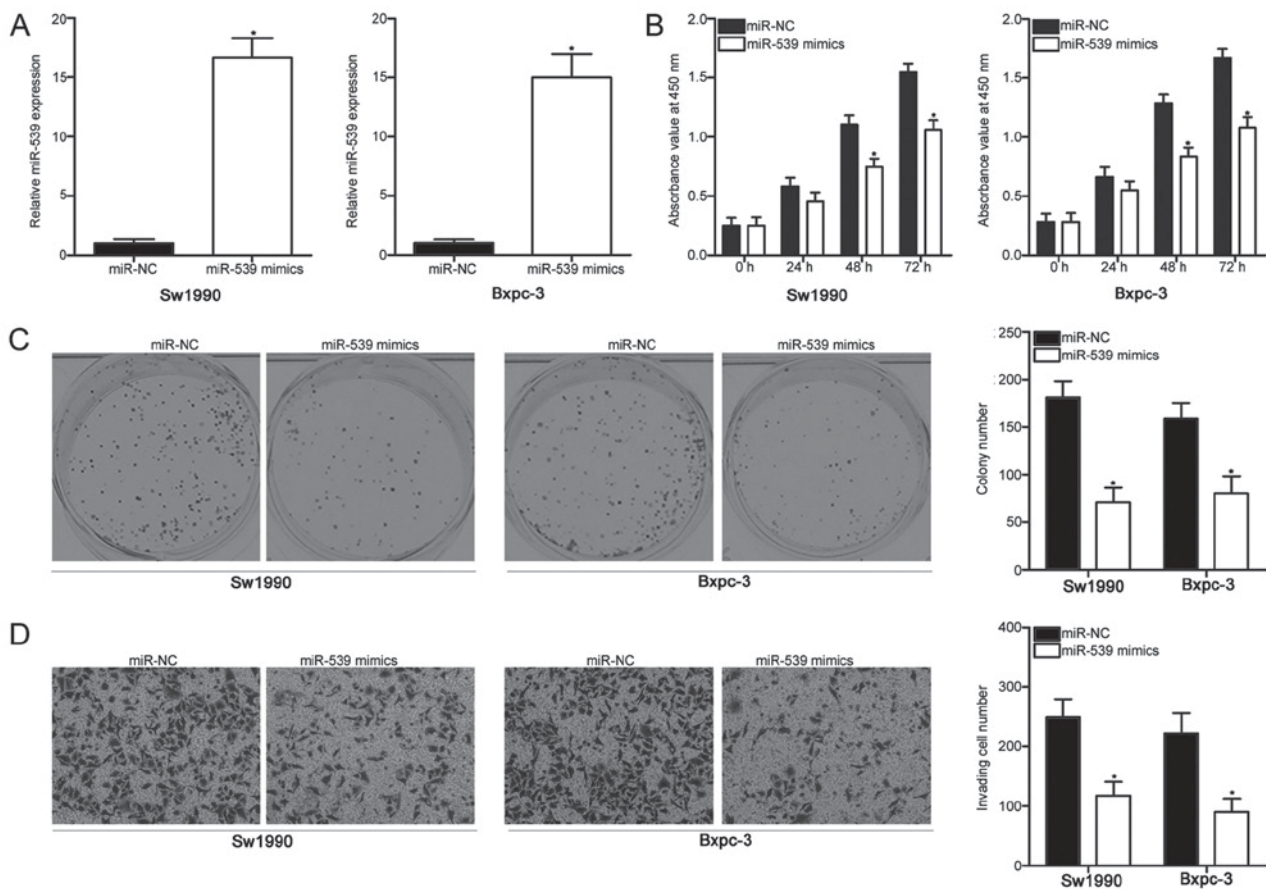 A
Relative miR-539 expression
20
15
10
5
0
*
miR-NC
miR-539 mimics
Sw1990
Relative miR-539 expression
20
15
10
5
0
*
miR-NC
miR-539 mimics
Bxpc-3
B
Absorbance value at 450 nm
2.0
1.5
1.0
0.5
0.0
miR-NC
miR-539 mimics
*
*
0 h 24 h 48 h 72 h
Sw1990
Absorbance value at 450 nm
2.0
1.5
1.0
0.5
0.0
miR-NC
miR-539 mimics
*
*
0 h 24 h 48 h 72 h
Bxpc-3
C
miR-NC miR-539 mimics
Sw1990
miR-NC miR-539 mimics
Bxpc-3
Colony number
250
200
150
100
50
0
miR-NC
miR-539 mimics
*
*
Sw1990 Bxpc-3
D
miR-NC miR-539 mimics
Sw1990
miR-NC miR-539 mimics
Bxpc-3
Invading cell number
400
300
200
100
0
miR-NC
miR-539 mimics
*
*
Sw1990 Bxpc-3